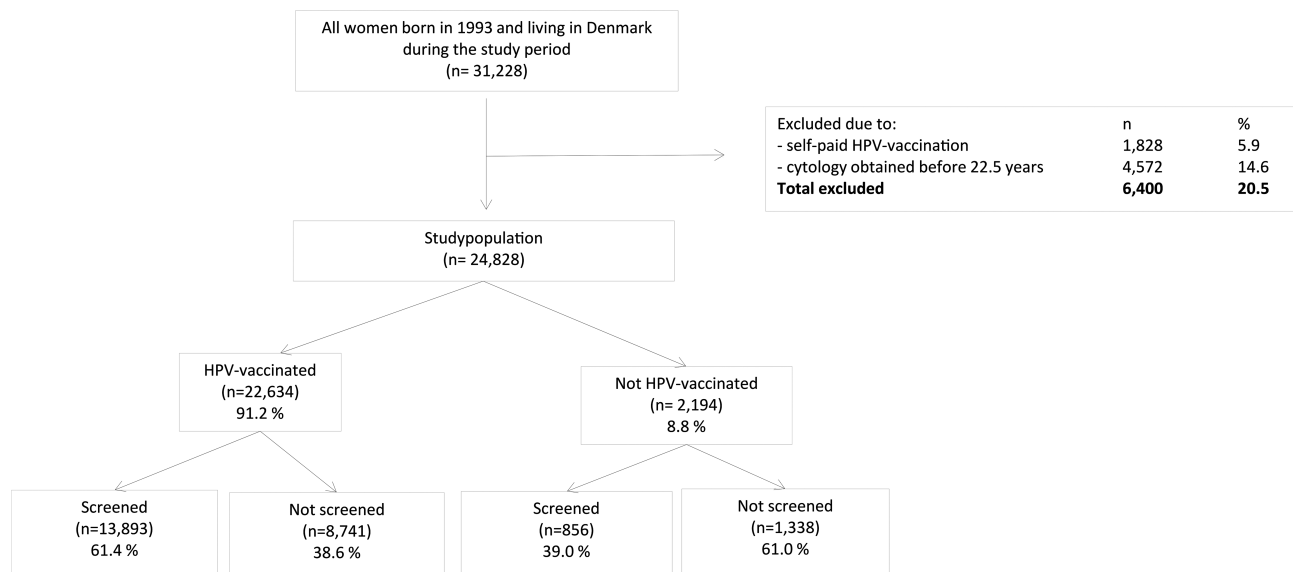 All women born in 1993 and living in Denmark
during the study period
(n= 31,228)
Excluded due to: n %
- self-paid HPV-vaccination 1,828 5.9
- cytology obtained before 22.5 years 4,572 14.6
Total excluded 6,400 20.5
Studypopulation
(n= 24,828)
HPV-vaccinated
(n=22,634)
91.2 %
Not HPV-vaccinated
(n= 2,194)
8.8 %
Screened
(n=13,893)
61.4 %
Not screened
(n=8,741)
38.6 %
Screened
(n=856)
39.0 %
Not screened
(n=1,338)
61.0 %